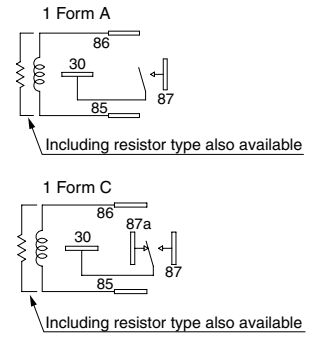 1 Form A
86
30
85
87
Including resistor type also available
1 Form C
86
87a
30
87
85
Including resistor type also available